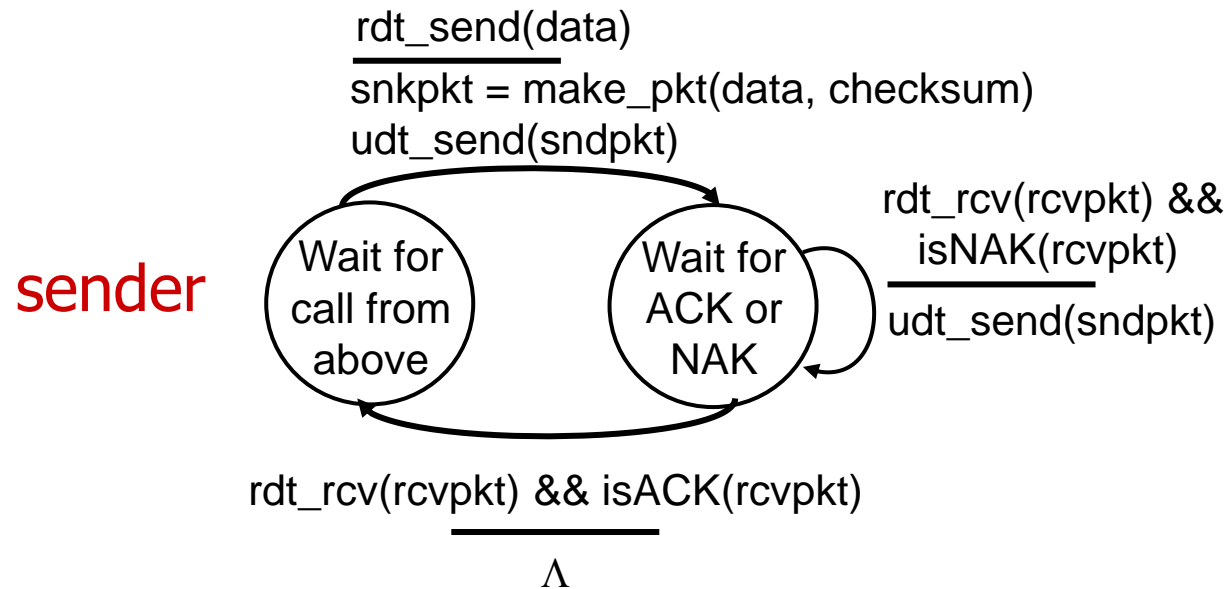 rdt_send(data)
snkpkt = make_pkt(data, checksum)
udt_send(sndpkt)
sender
Wait for
call from
above
Wait for
ACK or
NAK
rdt_rcv(rcvpkt) &&
isNAK(rcvpkt)
udt_send(sndpkt)
rdt_rcv(rcvpkt) && isACK(rcvpkt)
Λ